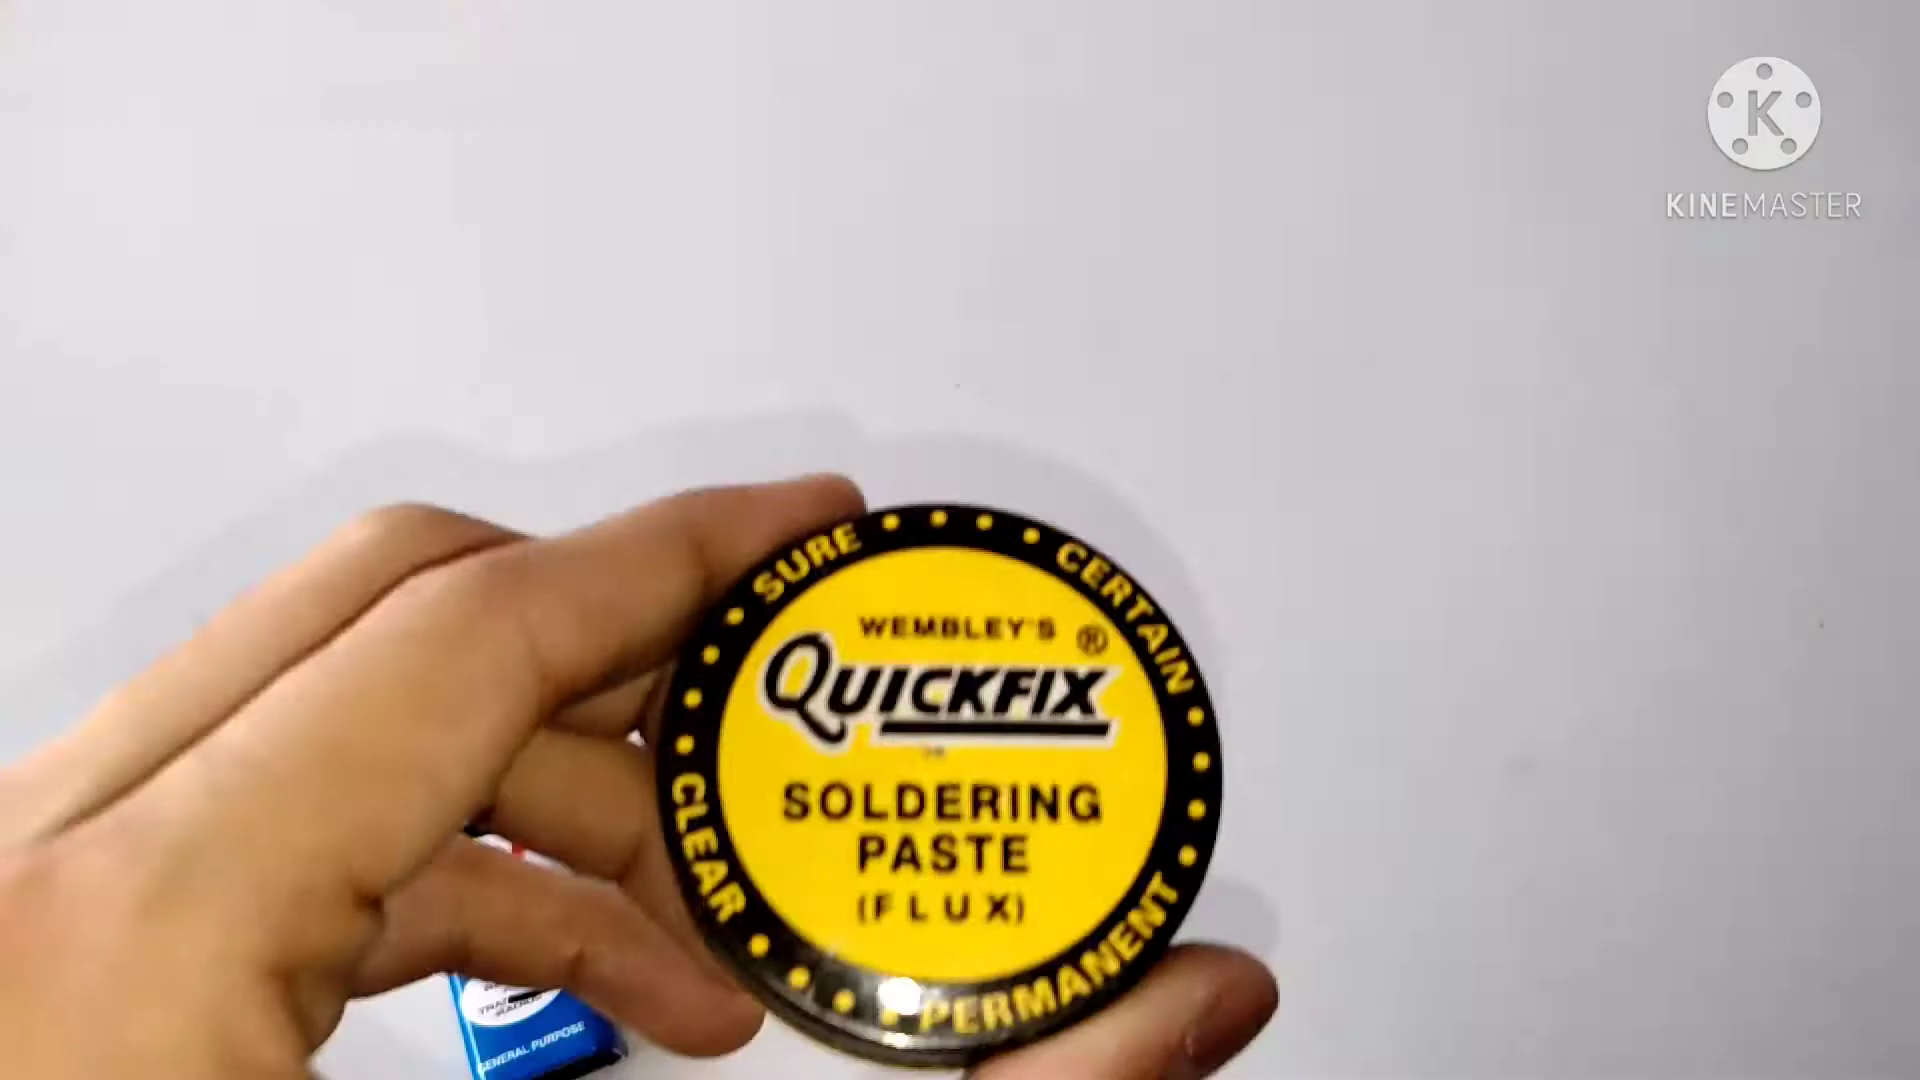 K
KINEMASTER
SURE
CERTAIN
WEMBLEY'S ®
QUICKFIX
SOLDERING
PASTE
(FLUX)
CLEAR
PERMANENT
GENERAL PURPOSE